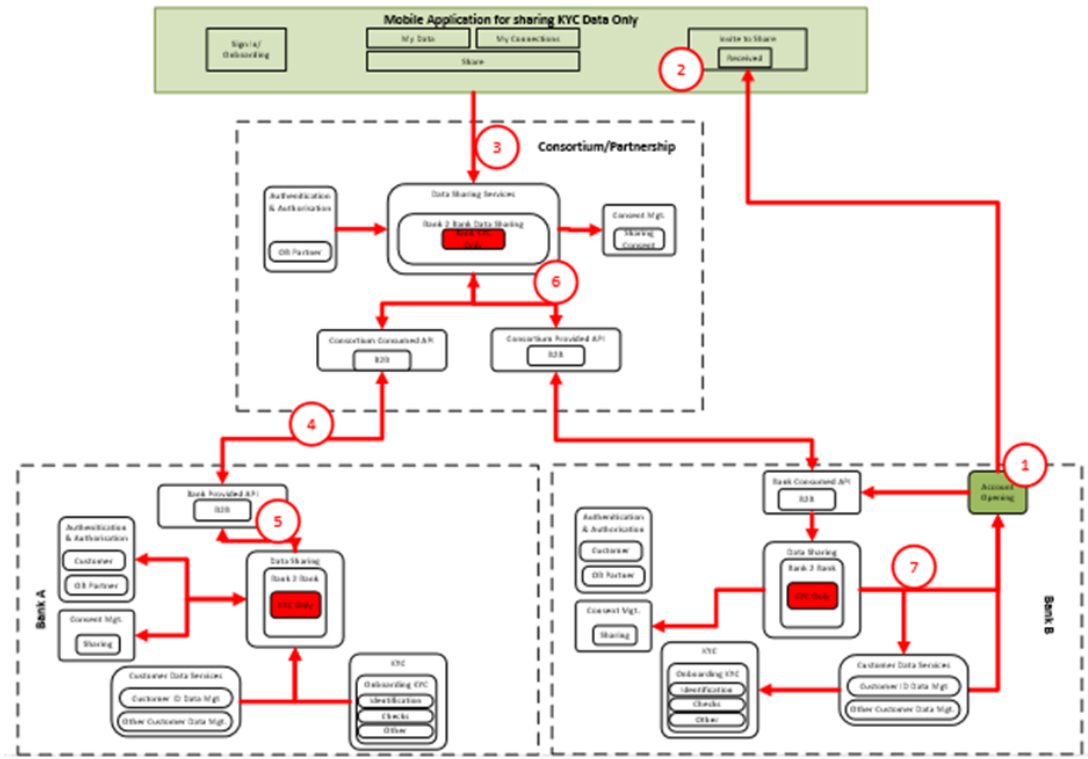 Mobile Application for sharing KYC Data Only
Sign In/
Onboarding
My Data
My Connections
Share
Invite to Share
Received
2
3
Consortium/Partnership
Authentication
& Authorisation
OB Partner
Data Sharing Services
Bank 2 Bank Data Sharing
Bank KYC
Only
Consent Mgt.
Sharing
Consent
6
Consortium Consumed API
B2B
Consortium Provided API
B2B
4
1
Bank A
Bank Provided API
B2B
5
Authentication
& Authorisation
Customer
OB Partner
Data Sharing
Bank 2 Bank
KYC Only
Consent Mgt.
Sharing
Customer Data Services
Customer ID Data Mgt
Other Customer Data Mgt.
KYC
Onboarding KYC
Identification
Checks
Other
Bank B
Bank Consumed API
B2B
Account
Opening
Authentication
& Authorisation
Customer
OB Partner
Data Sharing
Bank 2 Bank
KYC Only
7
Consent Mgt.
Sharing
KYC
Onboarding KYC
Identification
Checks
Other
Customer Data Services
Customer ID Data Mgt
Other Customer Data Mgt.